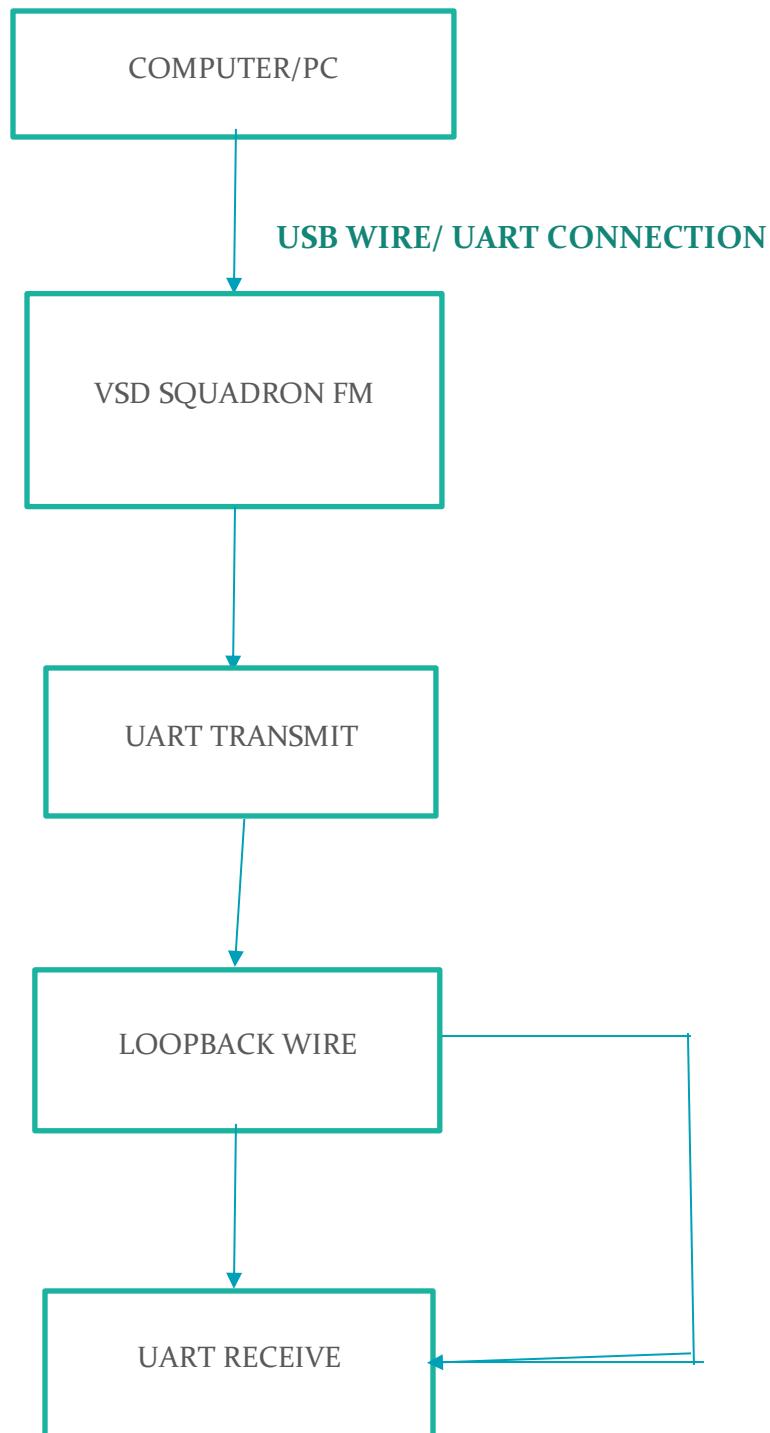 COMPUTER/PC
USB WIRE/ UART CONNECTION
VSD SQUADRON FM
UART TRANSMIT
LOOPBACK WIRE
UART RECEIVE